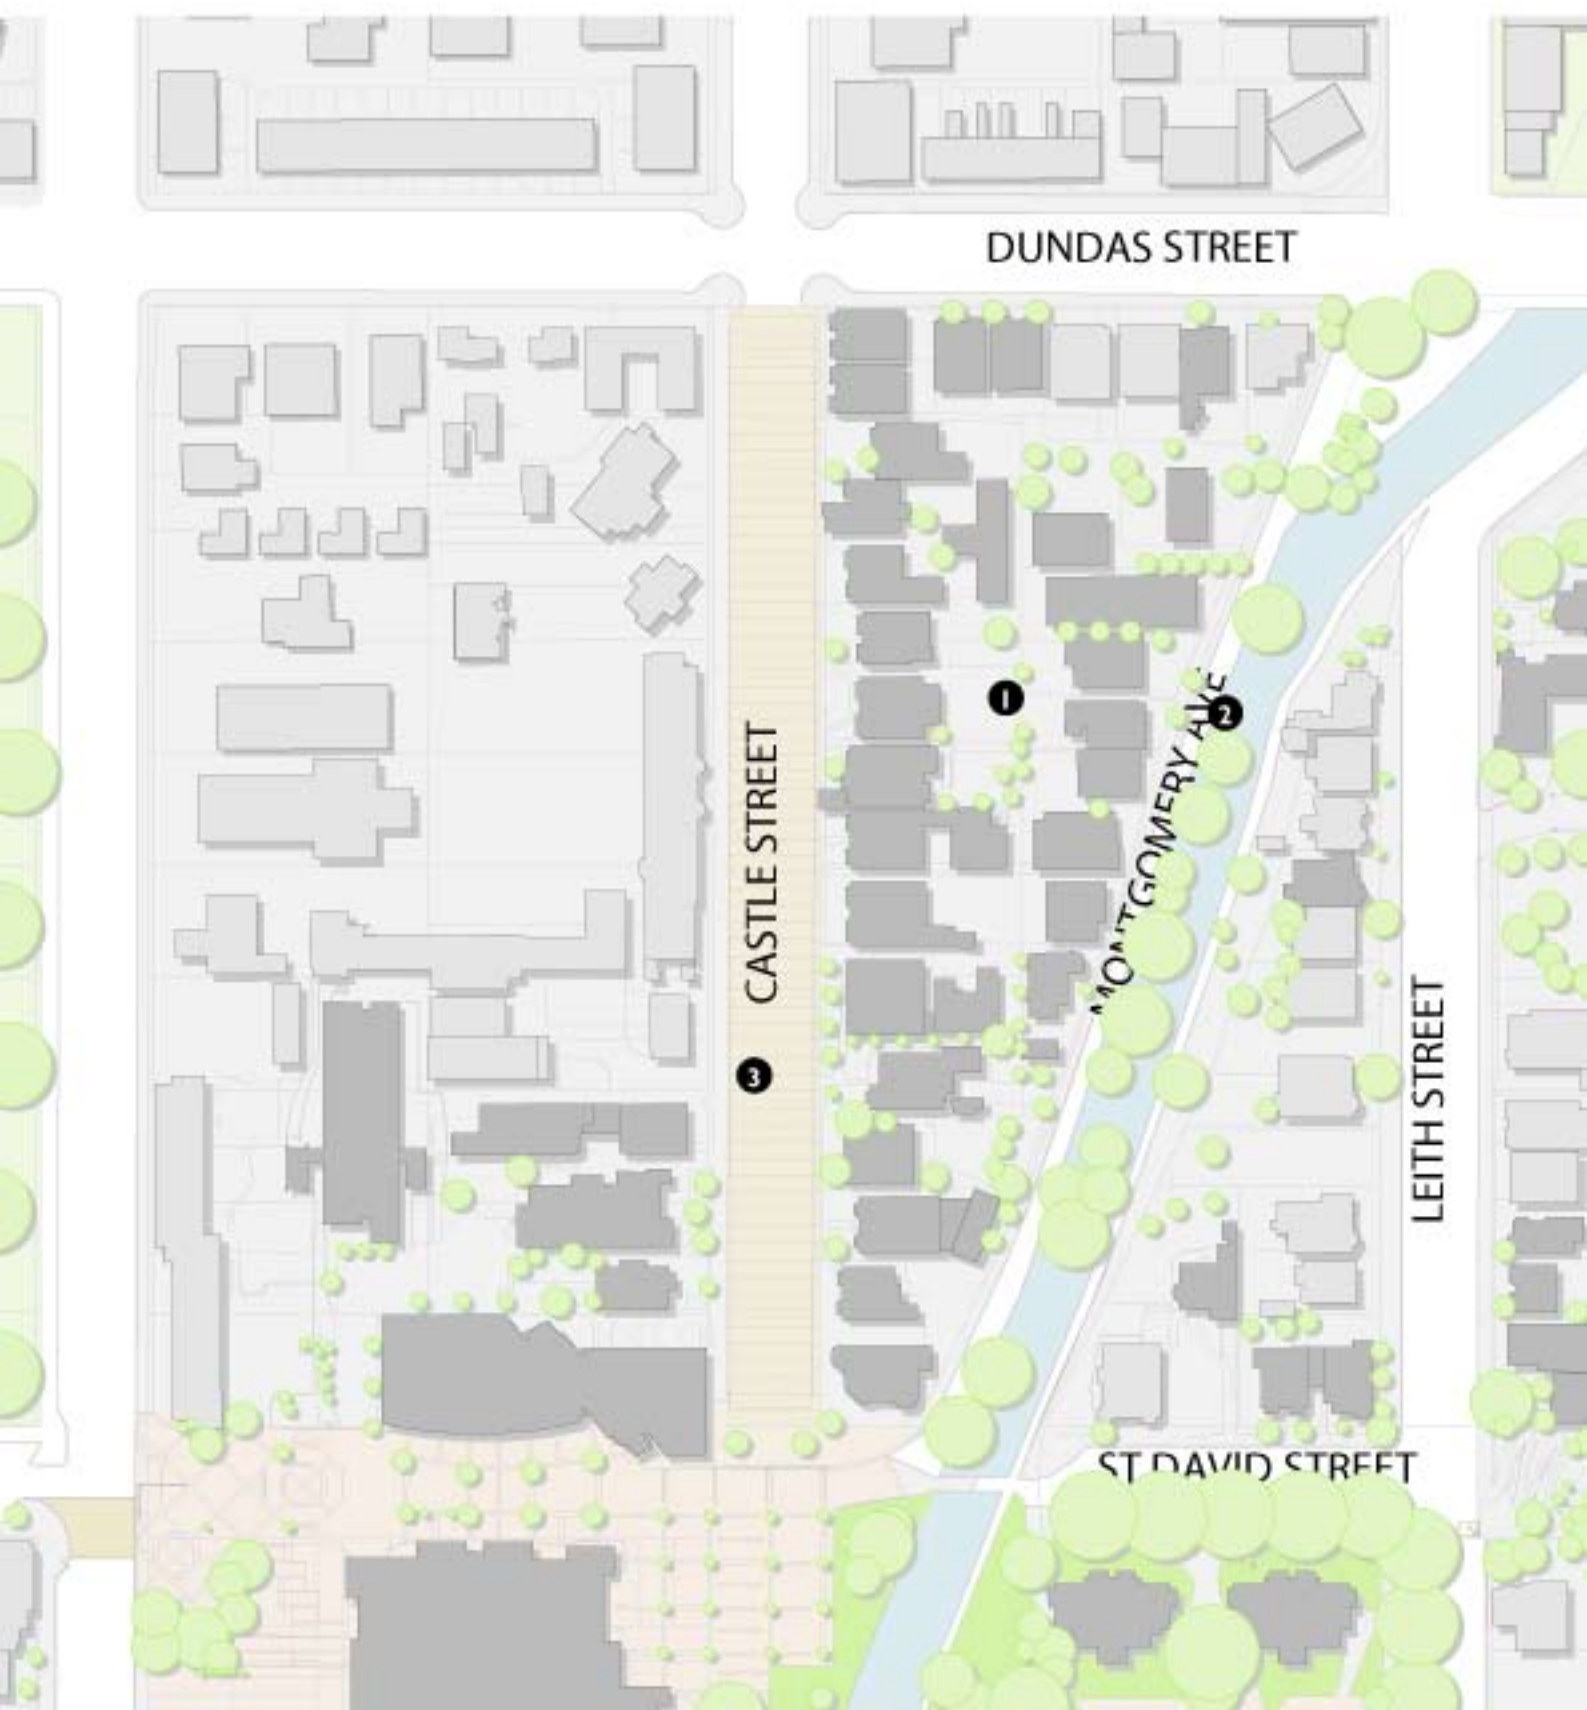 DUNDAS STREET
CASTLE STREET
1
2
MONTGOMERY AVE
3
LEITH STREET
ST DAVID STREET